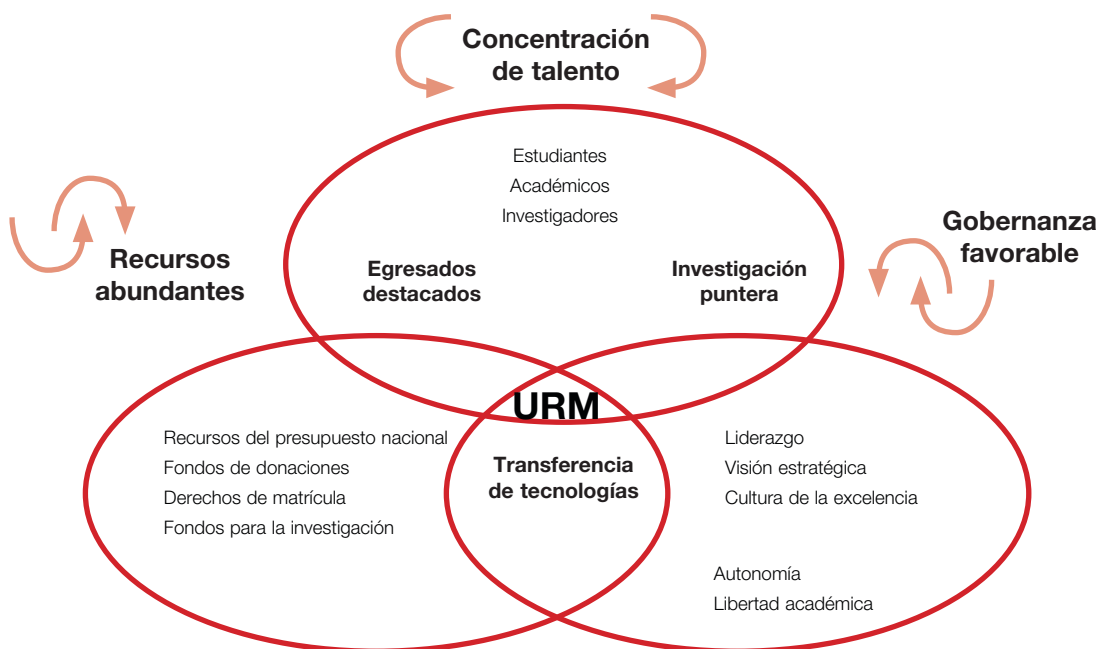 Concentración
de talento
Estudiantes
Académicos
Investigadores
Recursos
abundantes
Gobernanza
favorable
Egresados
destacados
Investigación
puntera
URM
Recursos del presupuesto nacional
Fondos de donaciones
Derechos de matrícula
Fondos para la investigación
Transferencia
de tecnologías
Liderazgo
Visión estratégica
Cultura de la excelencia
Autonomía
Libertad académica